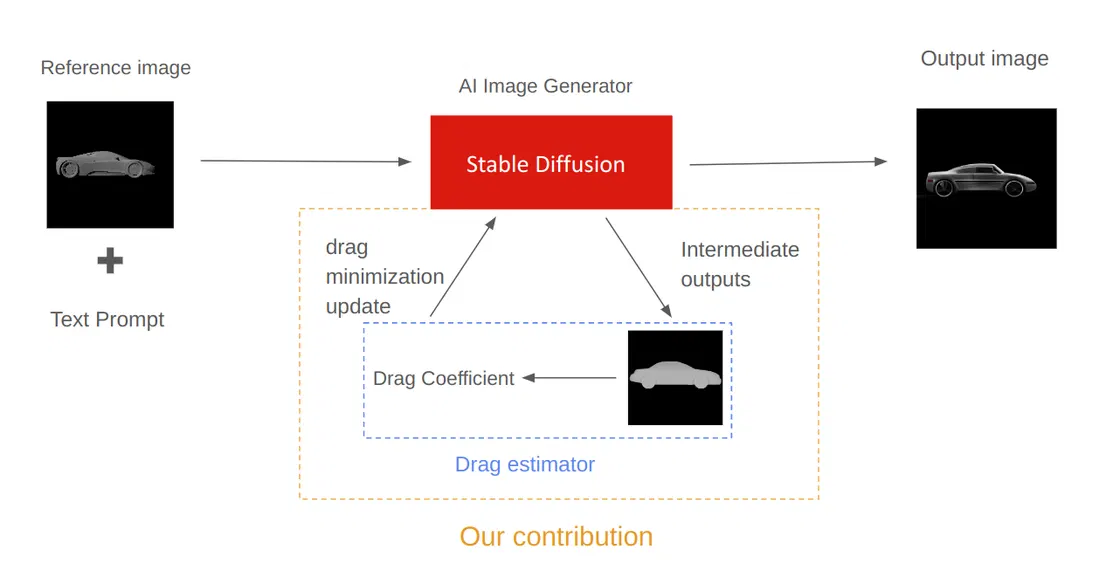 Reference image
AI Image Generator
Output image
Stable Diffusion
Text Prompt
drag
minimization
update
Intermediate
outputs
Drag Coefficient
Drag estimator
Our contribution